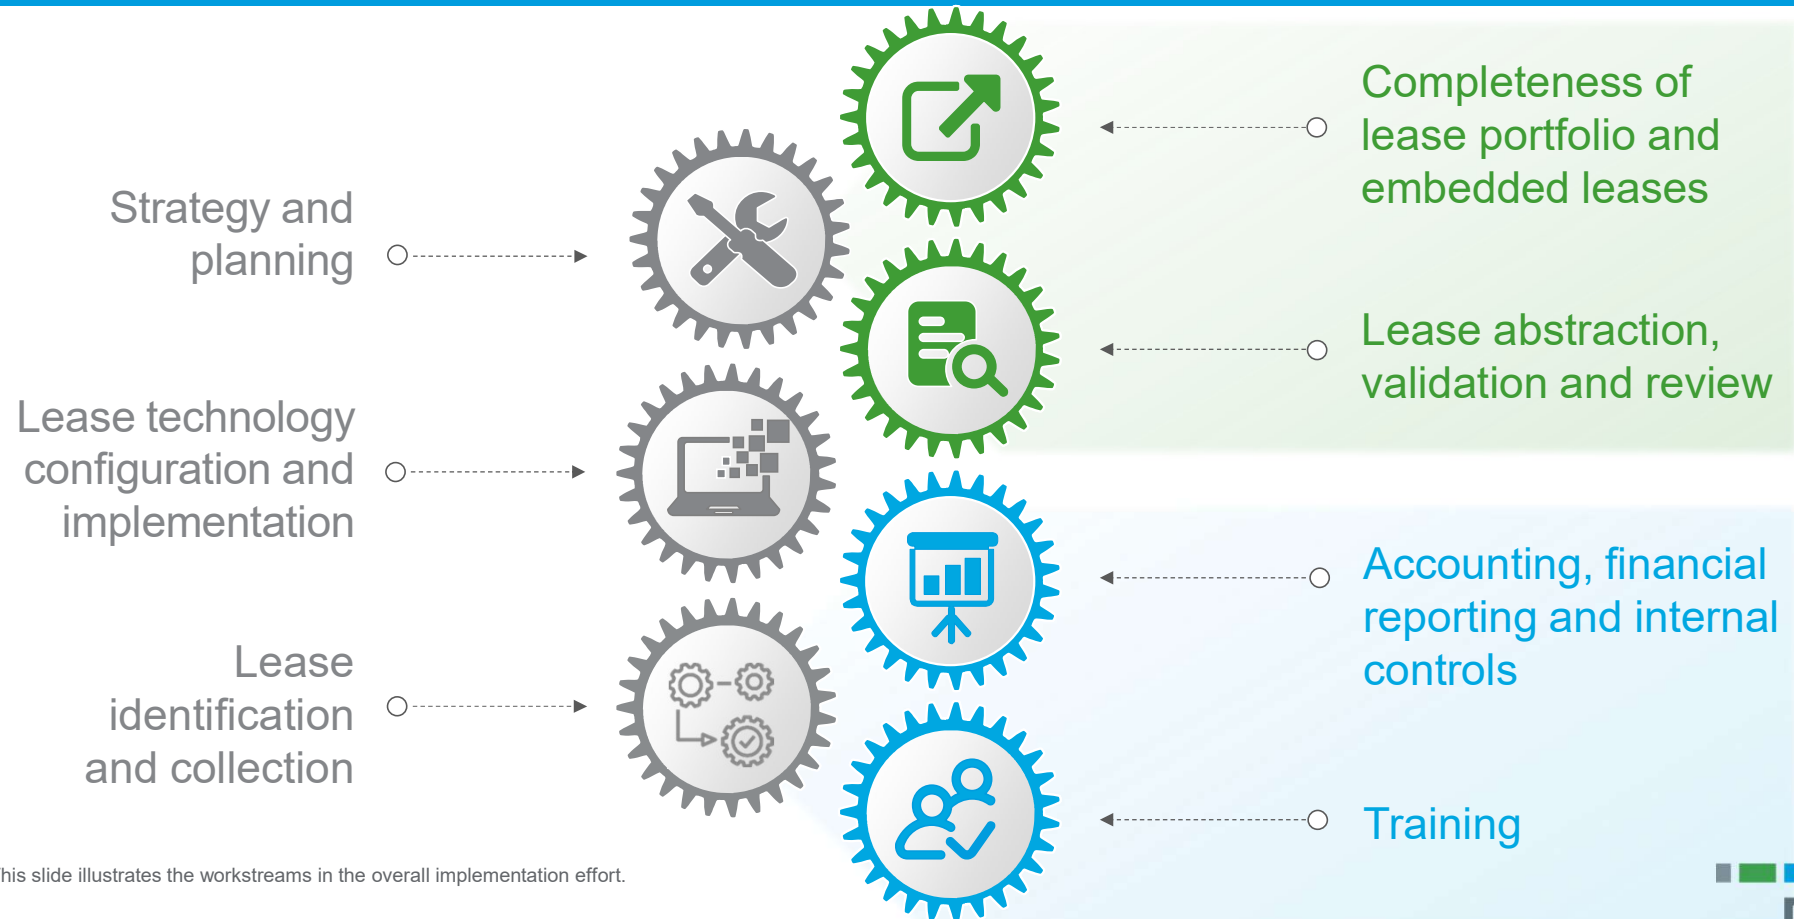 Strategy and
planning
Lease technology
configuration and
implementation
Lease
identification
and collection
Completeness of
lease portfolio and
embedded leases
Lease abstraction,
validation and review
Accounting, financial
reporting and internal
controls
Training
This slide illustrates the workstreams in the overall implementation effort.